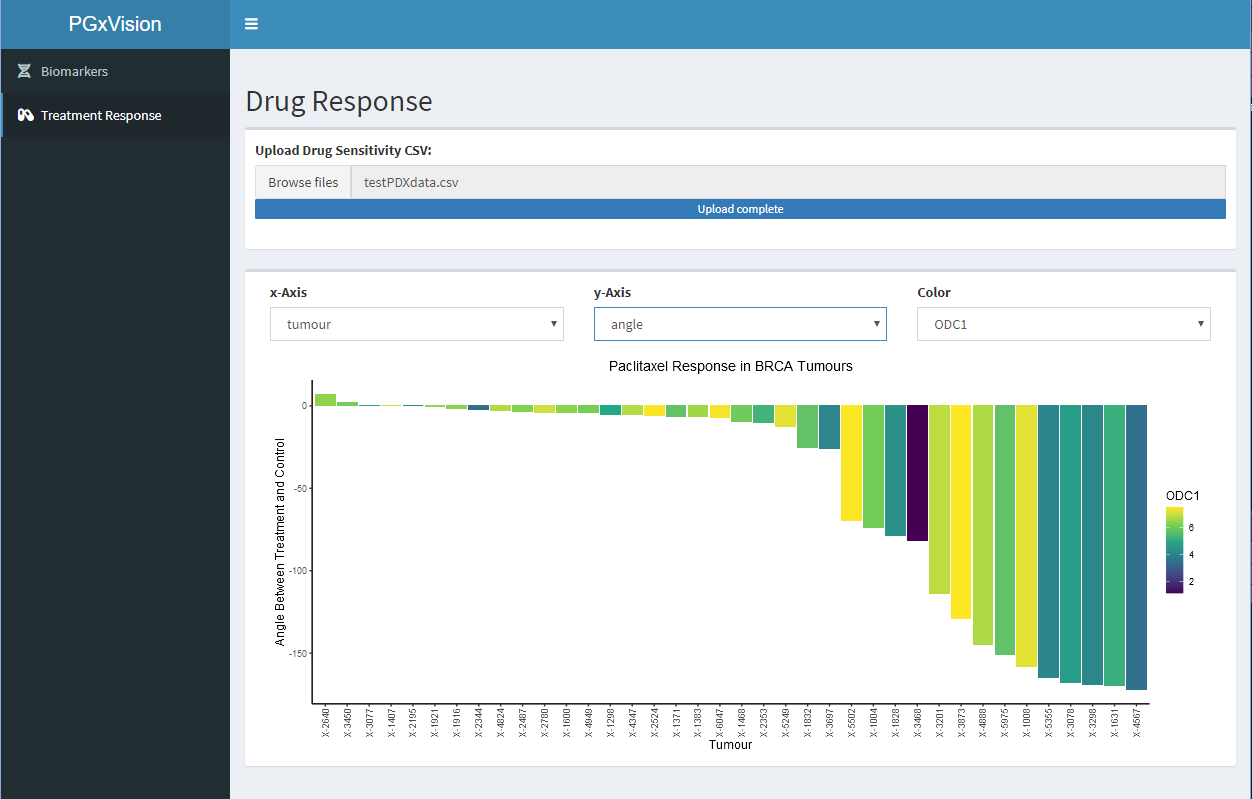 PGxVision
Biomarkers
Treatment Response
Drug Response
Upload Drug Sensitivity CSV:
Browse files testPDXdata.csv
Upload complete
x-Axis y-Axis Color
tumour angle ODC1
Paclitaxel Response in BRCA Tumours
Angle Between Treatment and Control
0
-50
-100
-150
X-2640 X-3450 X-3077 X-1407 X-2195 X-1921 X-1916 X-2344 X-4824 X-2487 X-2780 X-1600 X-4949 X-1298 X-4347 X-2524 X-1371 X-1383 X-6047 X-1468 X-2353 X-5249 X-1832 X-3697 X-5502 X-1004 X-1828 X-3468 X-3201 X-3873 X-4888 X-5975 X-1008 X-5355 X-3078 X-3298 X-1631 X-4567
Tumour
ODC1
6
4
2